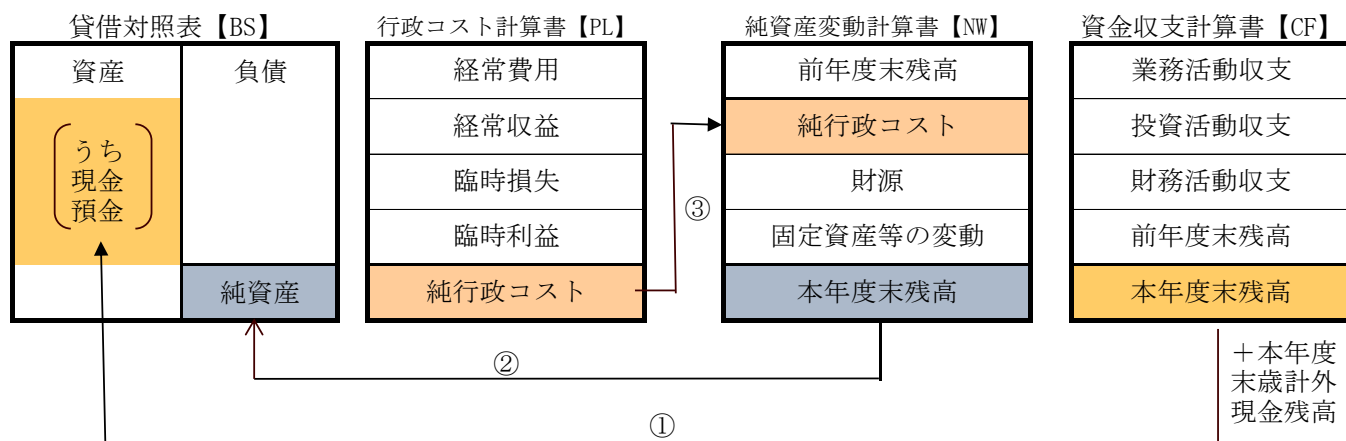 貸借対照表【BS】
資産
負債
うち
現金
預金
純資産
行政コスト計算書【PL】
経常費用
経常収益
臨時損失
臨時利益
純行政コスト
純資産変動計算書【NW】
前年度末残高
純行政コスト
財源
固定資産等の変動
本年度末残高
資金収支計算書【CF】
業務活動収支
投資活動収支
財務活動収支
前年度末残高
本年度末残高
③
②
①
＋本年度
末歳計外
現金残高